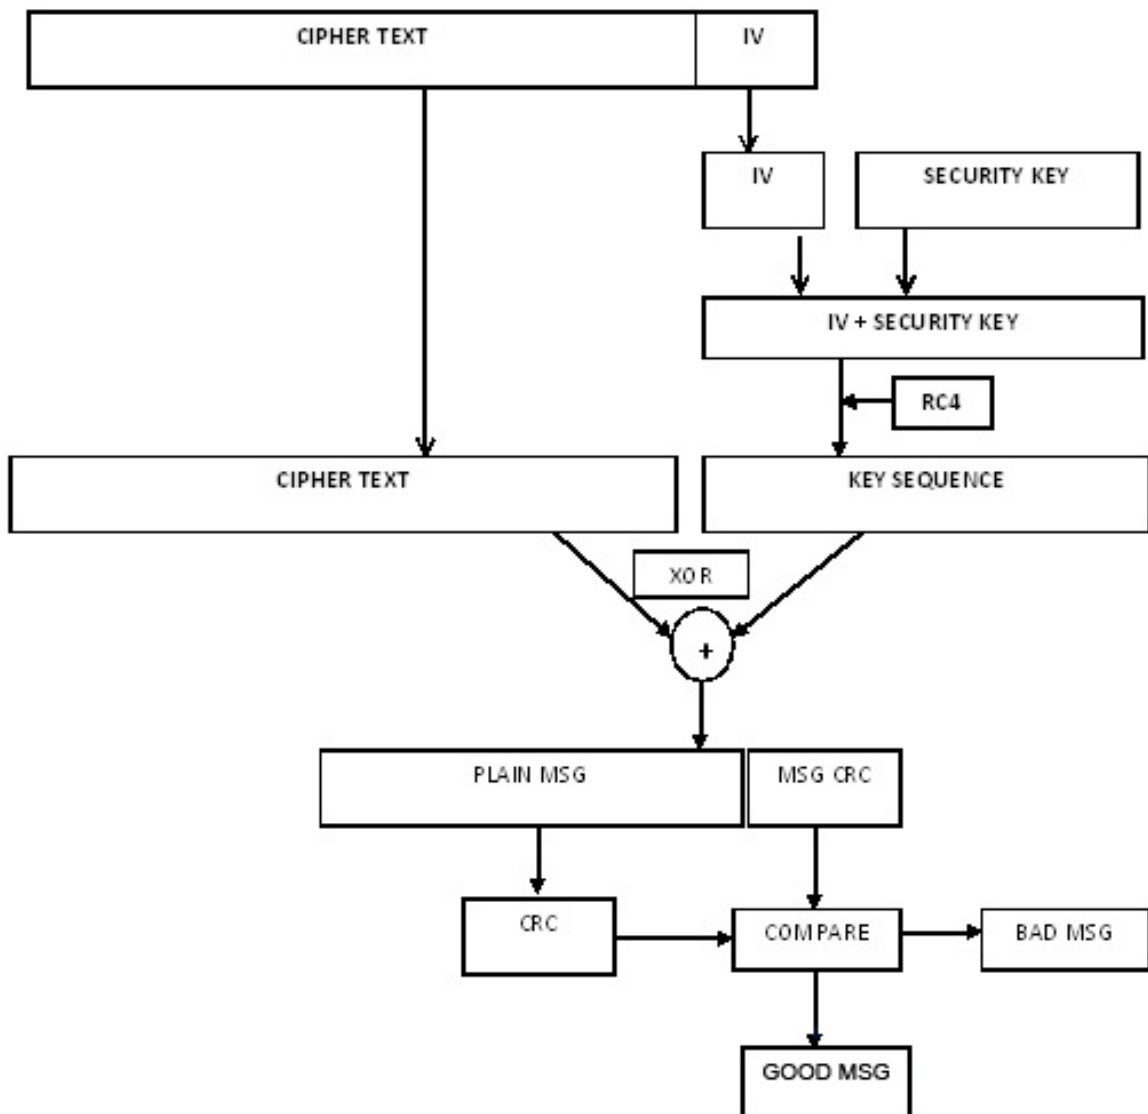 CIPHER TEXT
IV
IV
SECURITY KEY
IV + SECURITY KEY
RC4
CIPHER TEXT
KEY SEQUENCE
XOR
+
PLAIN MSG
MSG CRC
CRC
COMPARE
BAD MSG
GOOD MSG